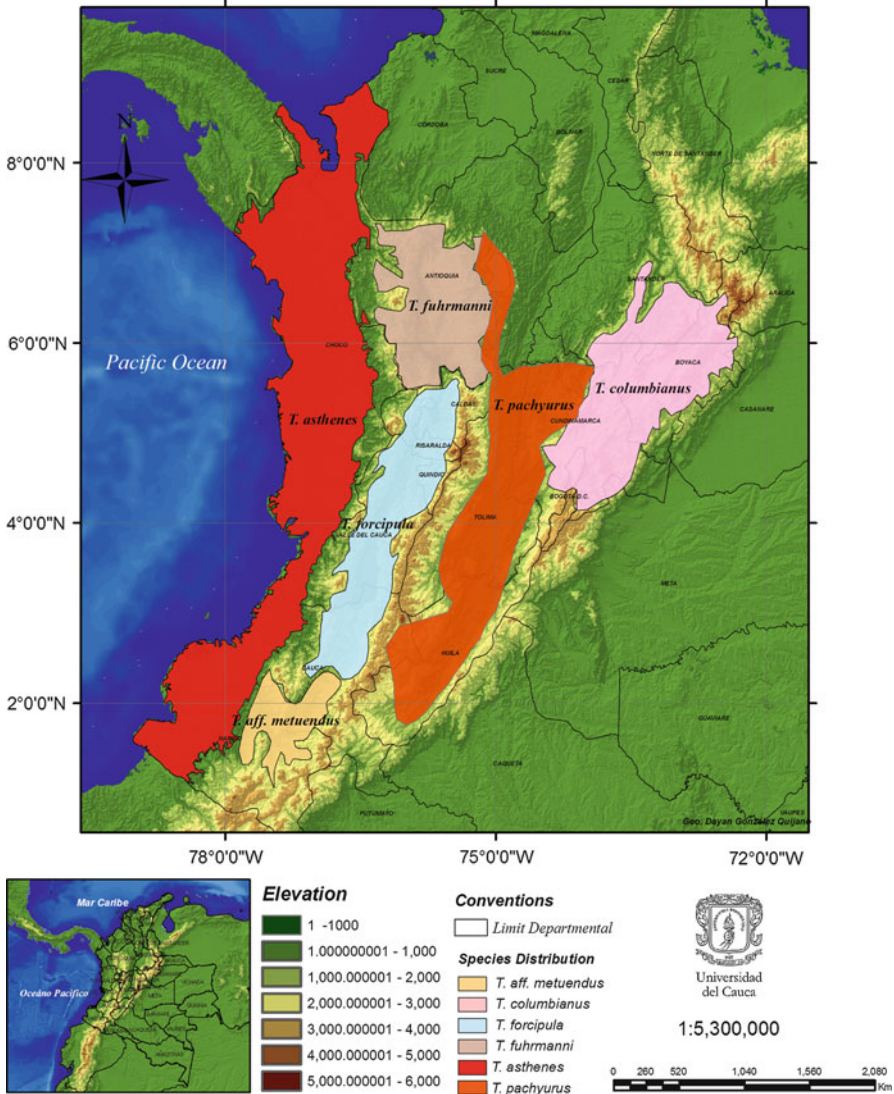 MAGDALENA
SUCRE
CESAR
CORDOBA
BOLIVAR
N
8°0'0"N
NORTE DE SANTANDER
ANTIOQUIA
SANTANDER
ARAUCA
T. fuhrmanni
6°0'0"N
Pacific Ocean
CHOCO
BOYACA
T. columbianus
T. pachyurus
CALDAS
CASANARE
T. asthenes
CUNDINAMARCA
RISARALDA
QUINDIO
BOGOTA D.C.
4°0'0"N
T. forcipula
TOLIMA
VALLE DEL CAUCA
META
HUILA
CAUCA
2°0'0"N
T. aff. metuendus
GUAVIARE
CAQUETA
PUTUMAYO
VAUPES
Geo. Dayan González Quijano
78°0'0"W
75°0'0"W
72°0'0"W
Mar Caribe
Oceáno Pacifico
META
VICHADA
GUAINIA
AMAZONAS
Elevation
1 -1000
1.000000001 - 1,000
1,000.000001 - 2,000
2,000.000001 - 3,000
3,000.000001 - 4,000
4,000.000001 - 5,000
5,000.000001 - 6,000
Conventions
Limit Departmental
Species Distribution
T. aff. metuendus
T. columbianus
T. forcipula
T. fuhrmanni
T. asthenes
T. pachyurus
Universidad
del Cauca
1:5,300,000
0 260 520 1,040 1,560 2,080
Km